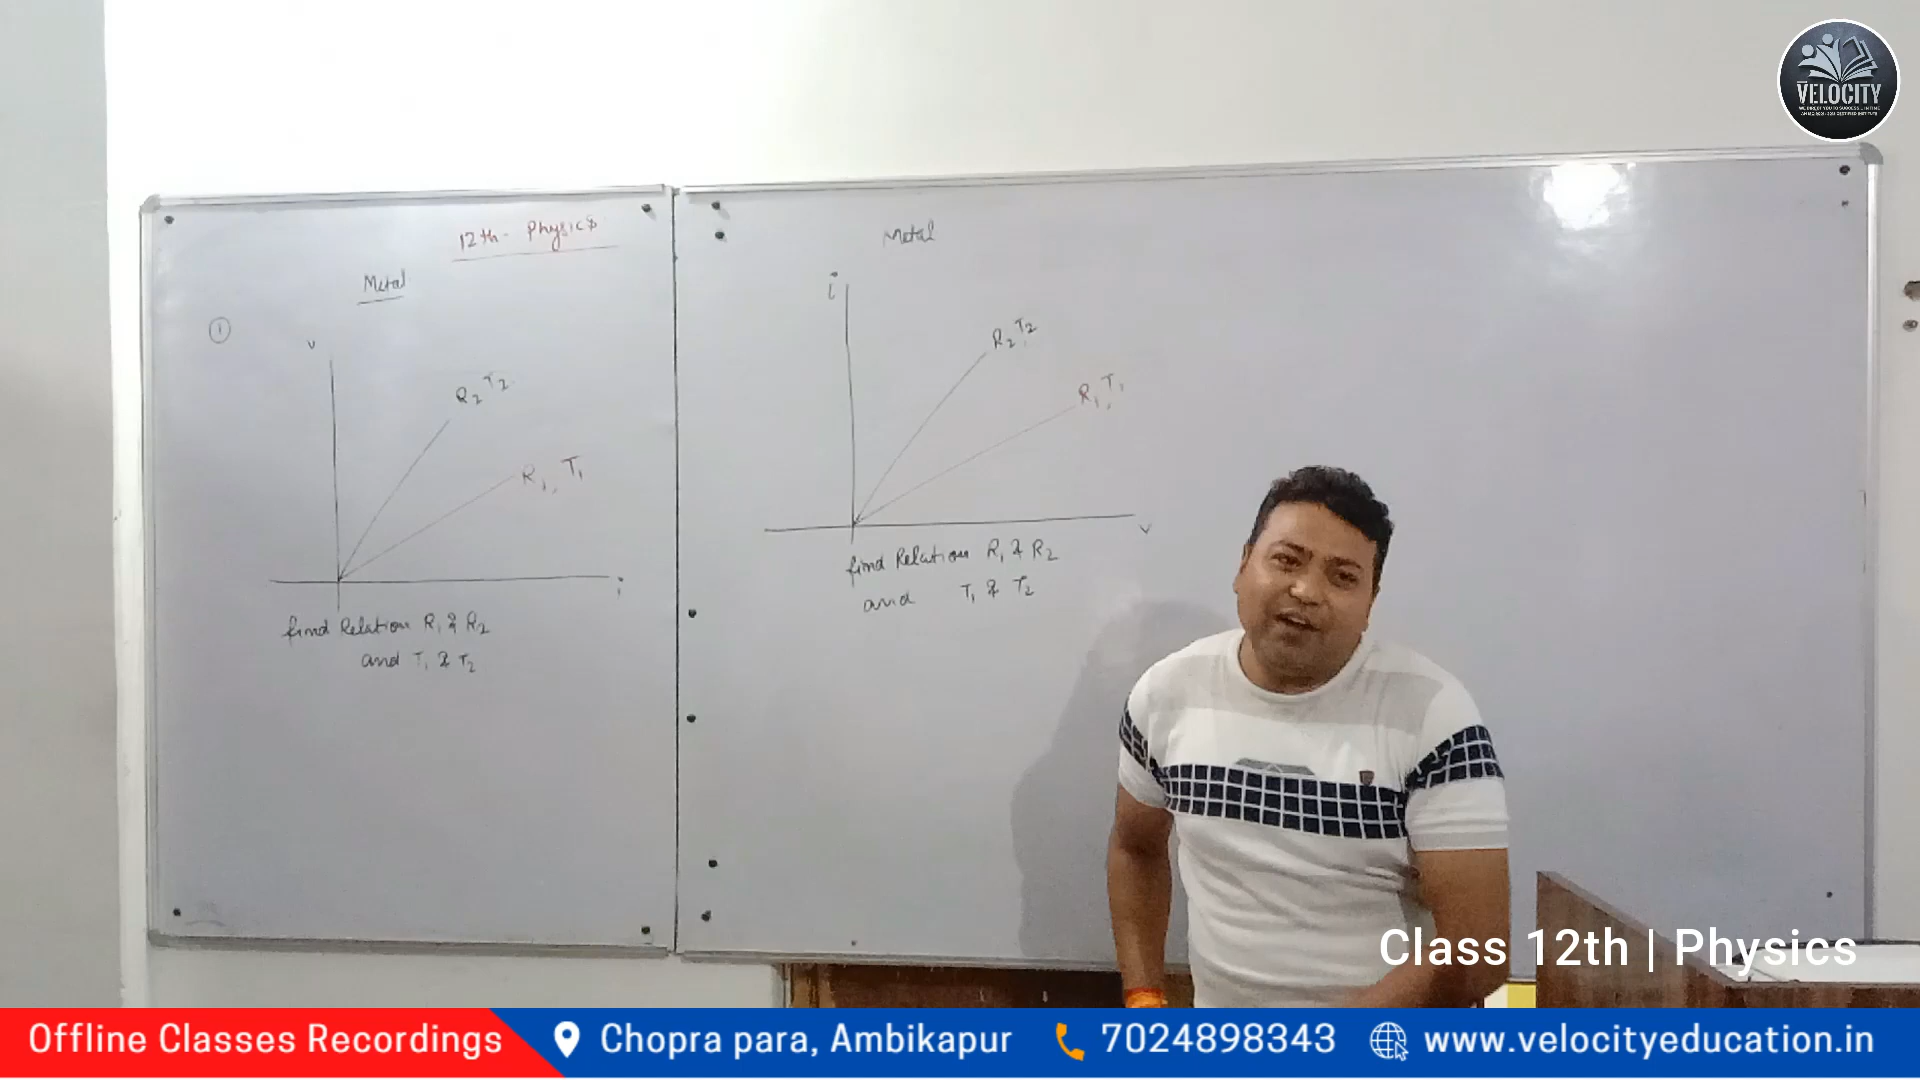 VELOCITY
12th - Physics
Metal
1
V
R2 T2
R1, T1
i
find Relation R1 & R2
and T1 & T2
Metal
i
R2, T2
R1, T1
V
find Relation R1 & R2
and T1 & T2
Class 12th | Physics
Offline Classes Recordings
Chopra para, Ambikapur
7024898343
www.velocityeducation.in